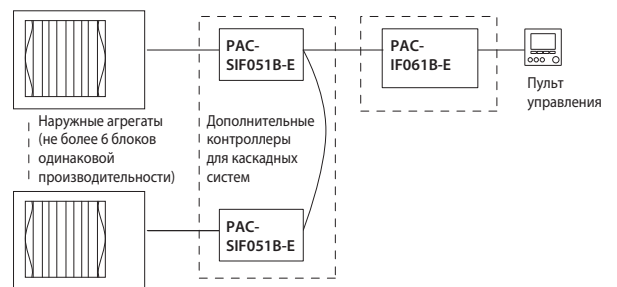 PAC-
SIF051B-E
PAC-
IF061B-E
Пульт
управления
Наружные агрегаты
(не более 6 блоков
одинаковой
производительности)
Дополнительные
контроллеры
для каскадных
систем
PAC-
SIF051B-E